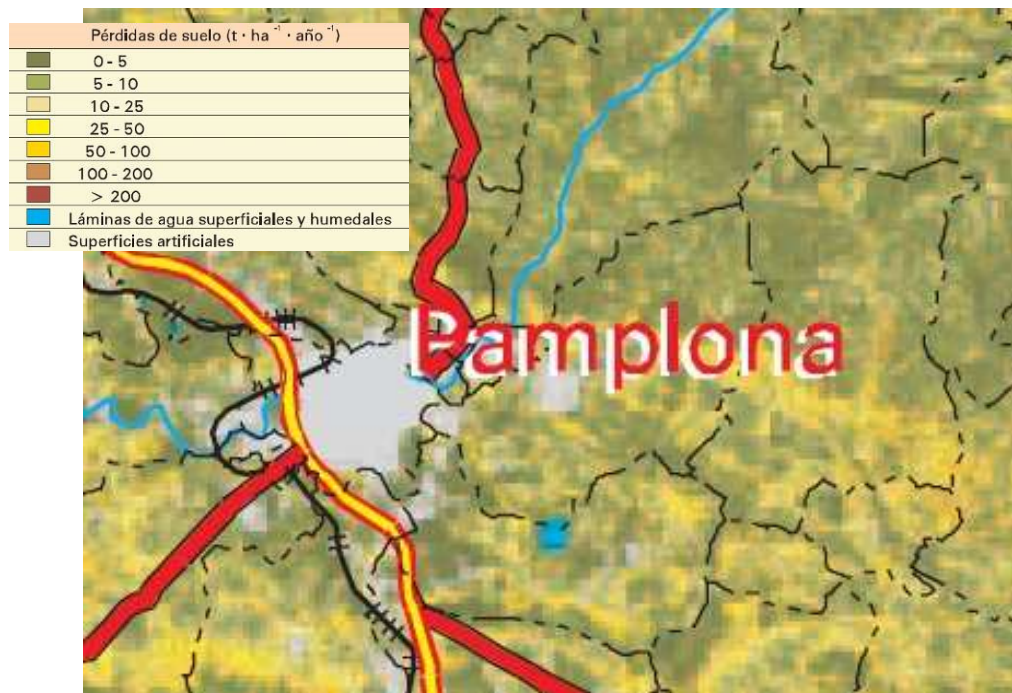 Pérdidas de suelo (t · ha ⁻¹ · año ⁻¹)
0 - 5
5 - 10
10 - 25
25 - 50
50 - 100
100 - 200
> 200
Láminas de agua superficiales y humedales
Superficies artificiales
Pamplona